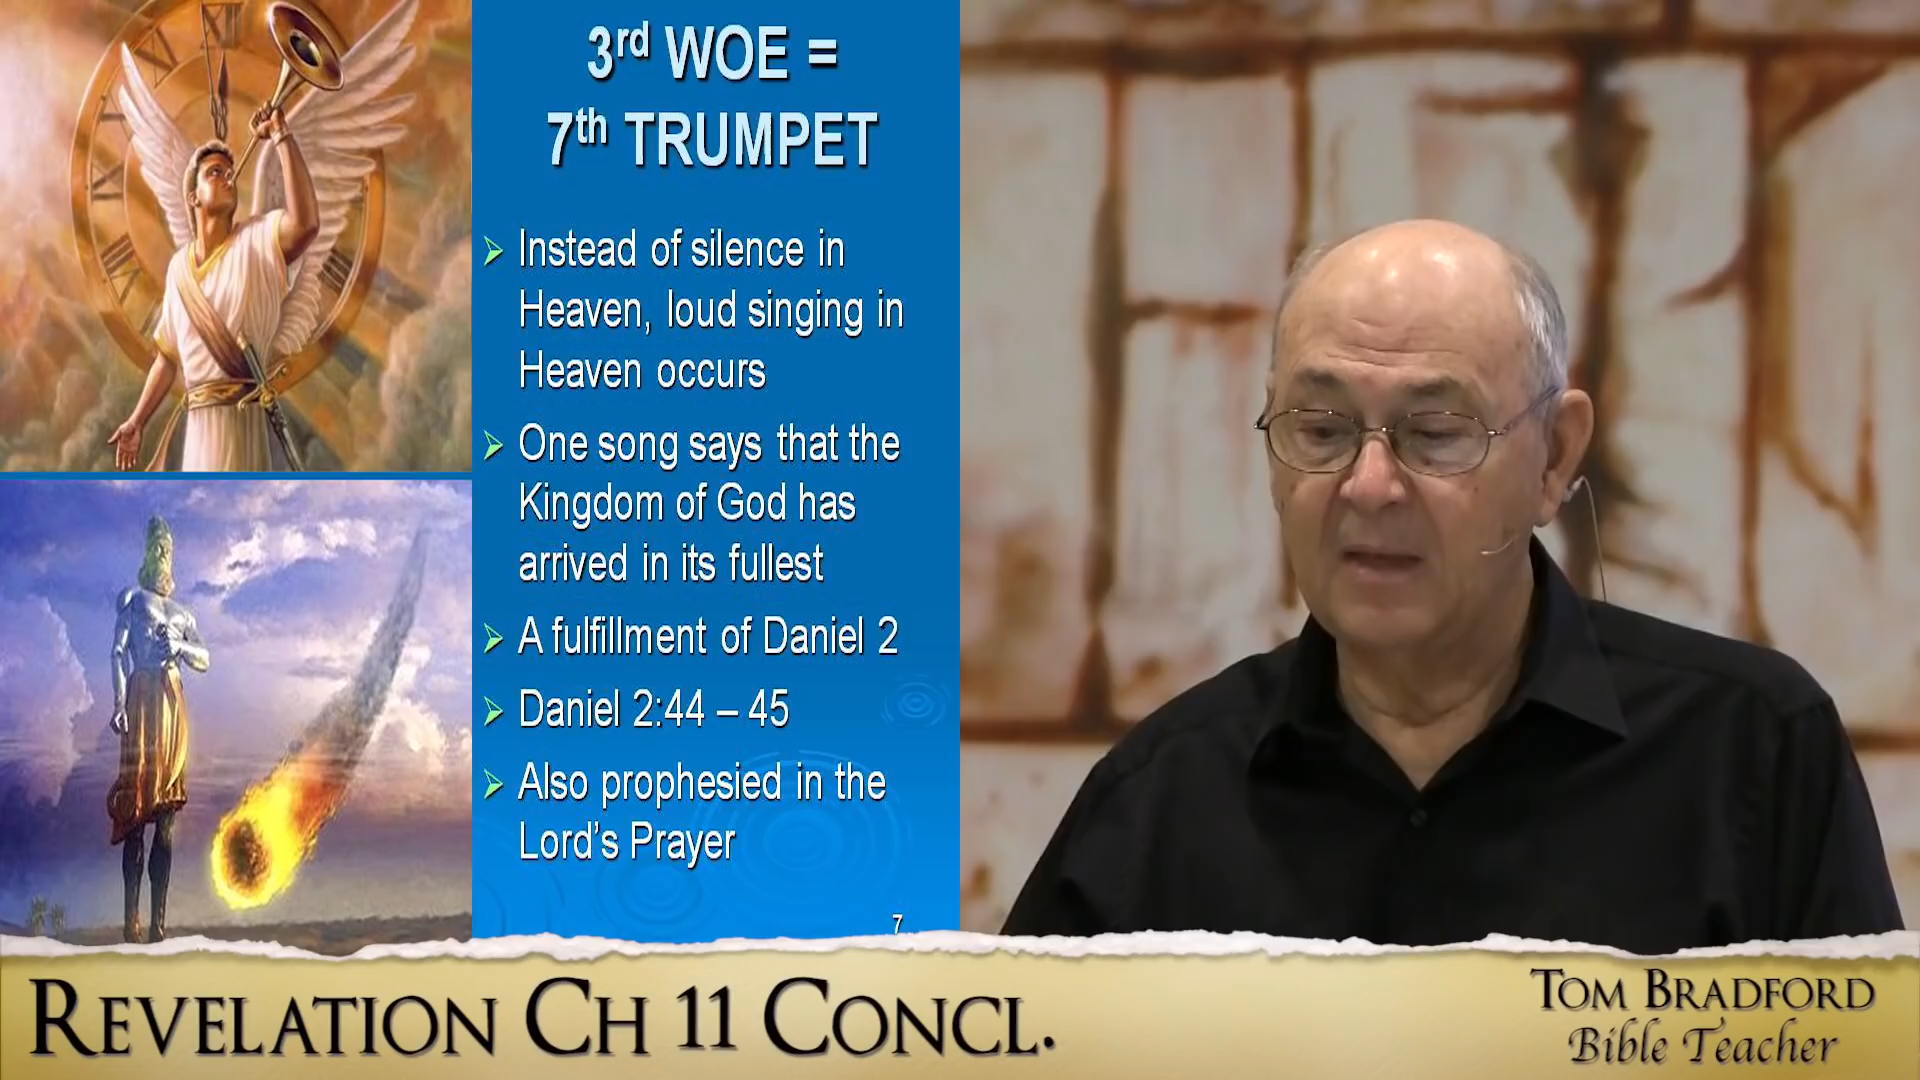 3rd WOE =
7th TRUMPET
Instead of silence in
Heaven, loud singing in
Heaven occurs
One song says that the
Kingdom of God has
arrived in its fullest
A fulfillment of Daniel 2
Daniel 2:44 – 45
Also prophesied in the
Lord's Prayer
7
REVELATION CH 11 CONCL.
TOM BRADFORD
Bible Teacher